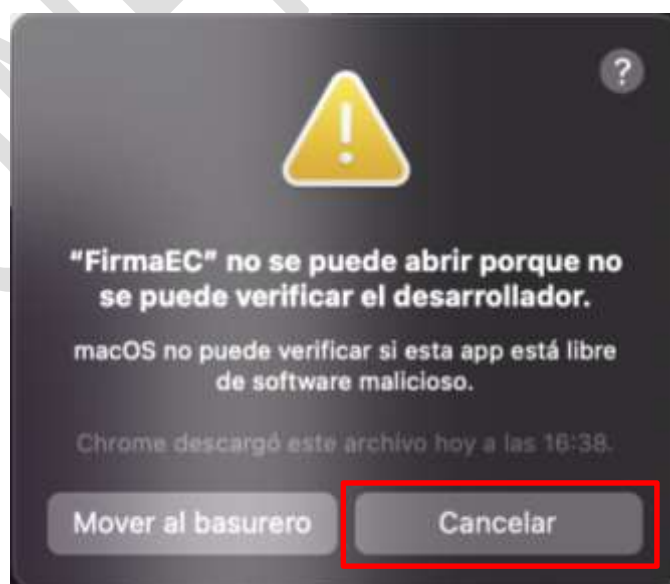 ?
"FirmaEC" no se puede abrir porque no
se puede verificar el desarrollador.
macOS no puede verificar si esta app está libre
de software malicioso.
Chrome descargó este archivo hoy a las 16:38.
Mover al basurero
Cancelar